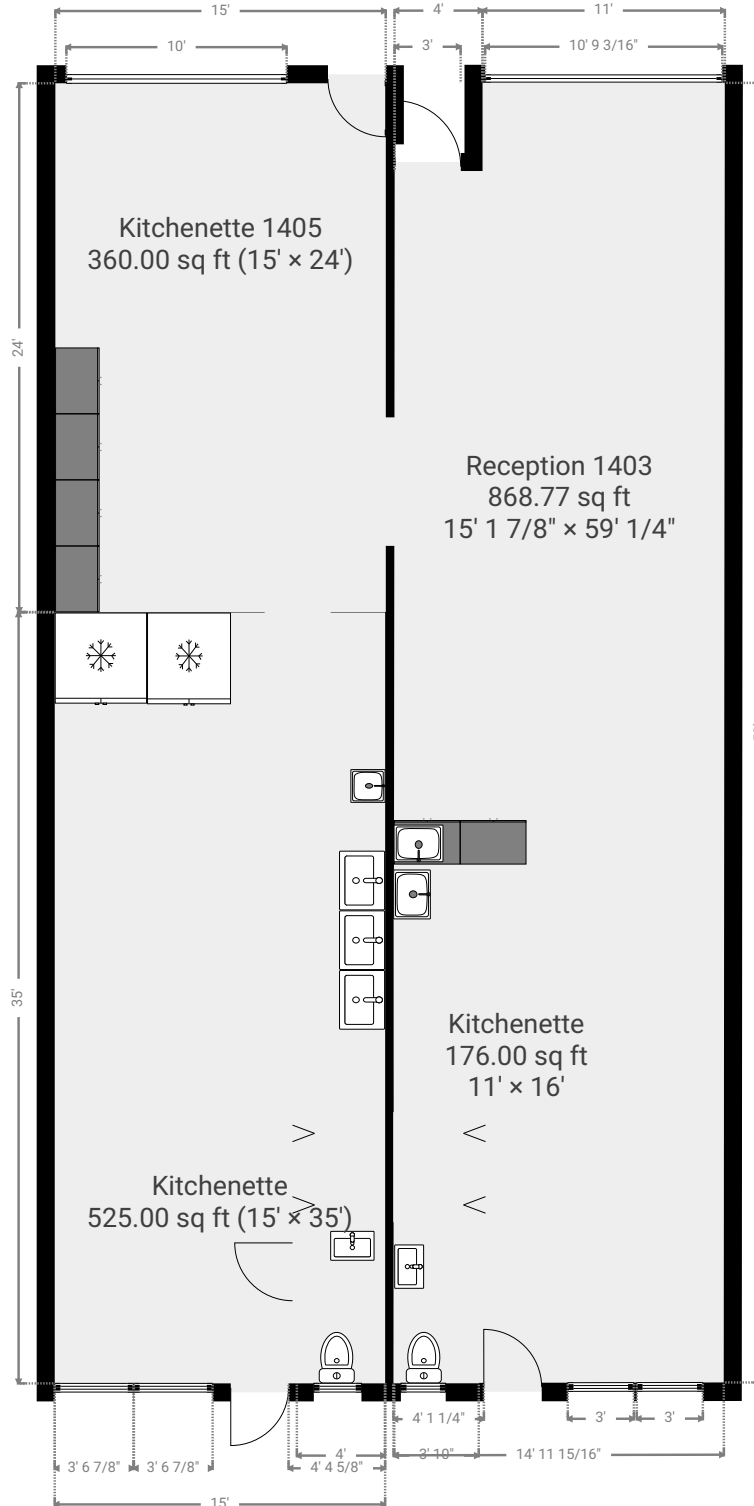 15'
4'
11'
10'
3'
10' 9 3/16"
Kitchenette 1405
360.00 sq ft (15' × 24')
24'
Reception 1403
868.77 sq ft
15' 1 7/8" × 59' 1/4"
35'
Kitchenette
176.00 sq ft
11' × 16'
Kitchenette
525.00 sq ft (15' × 35')
4' 1 1/4"
3'
3'
4'
3' 10"
14' 11 15/16"
3' 6 7/8"
3' 6 7/8"
4' 4 5/8"
15'